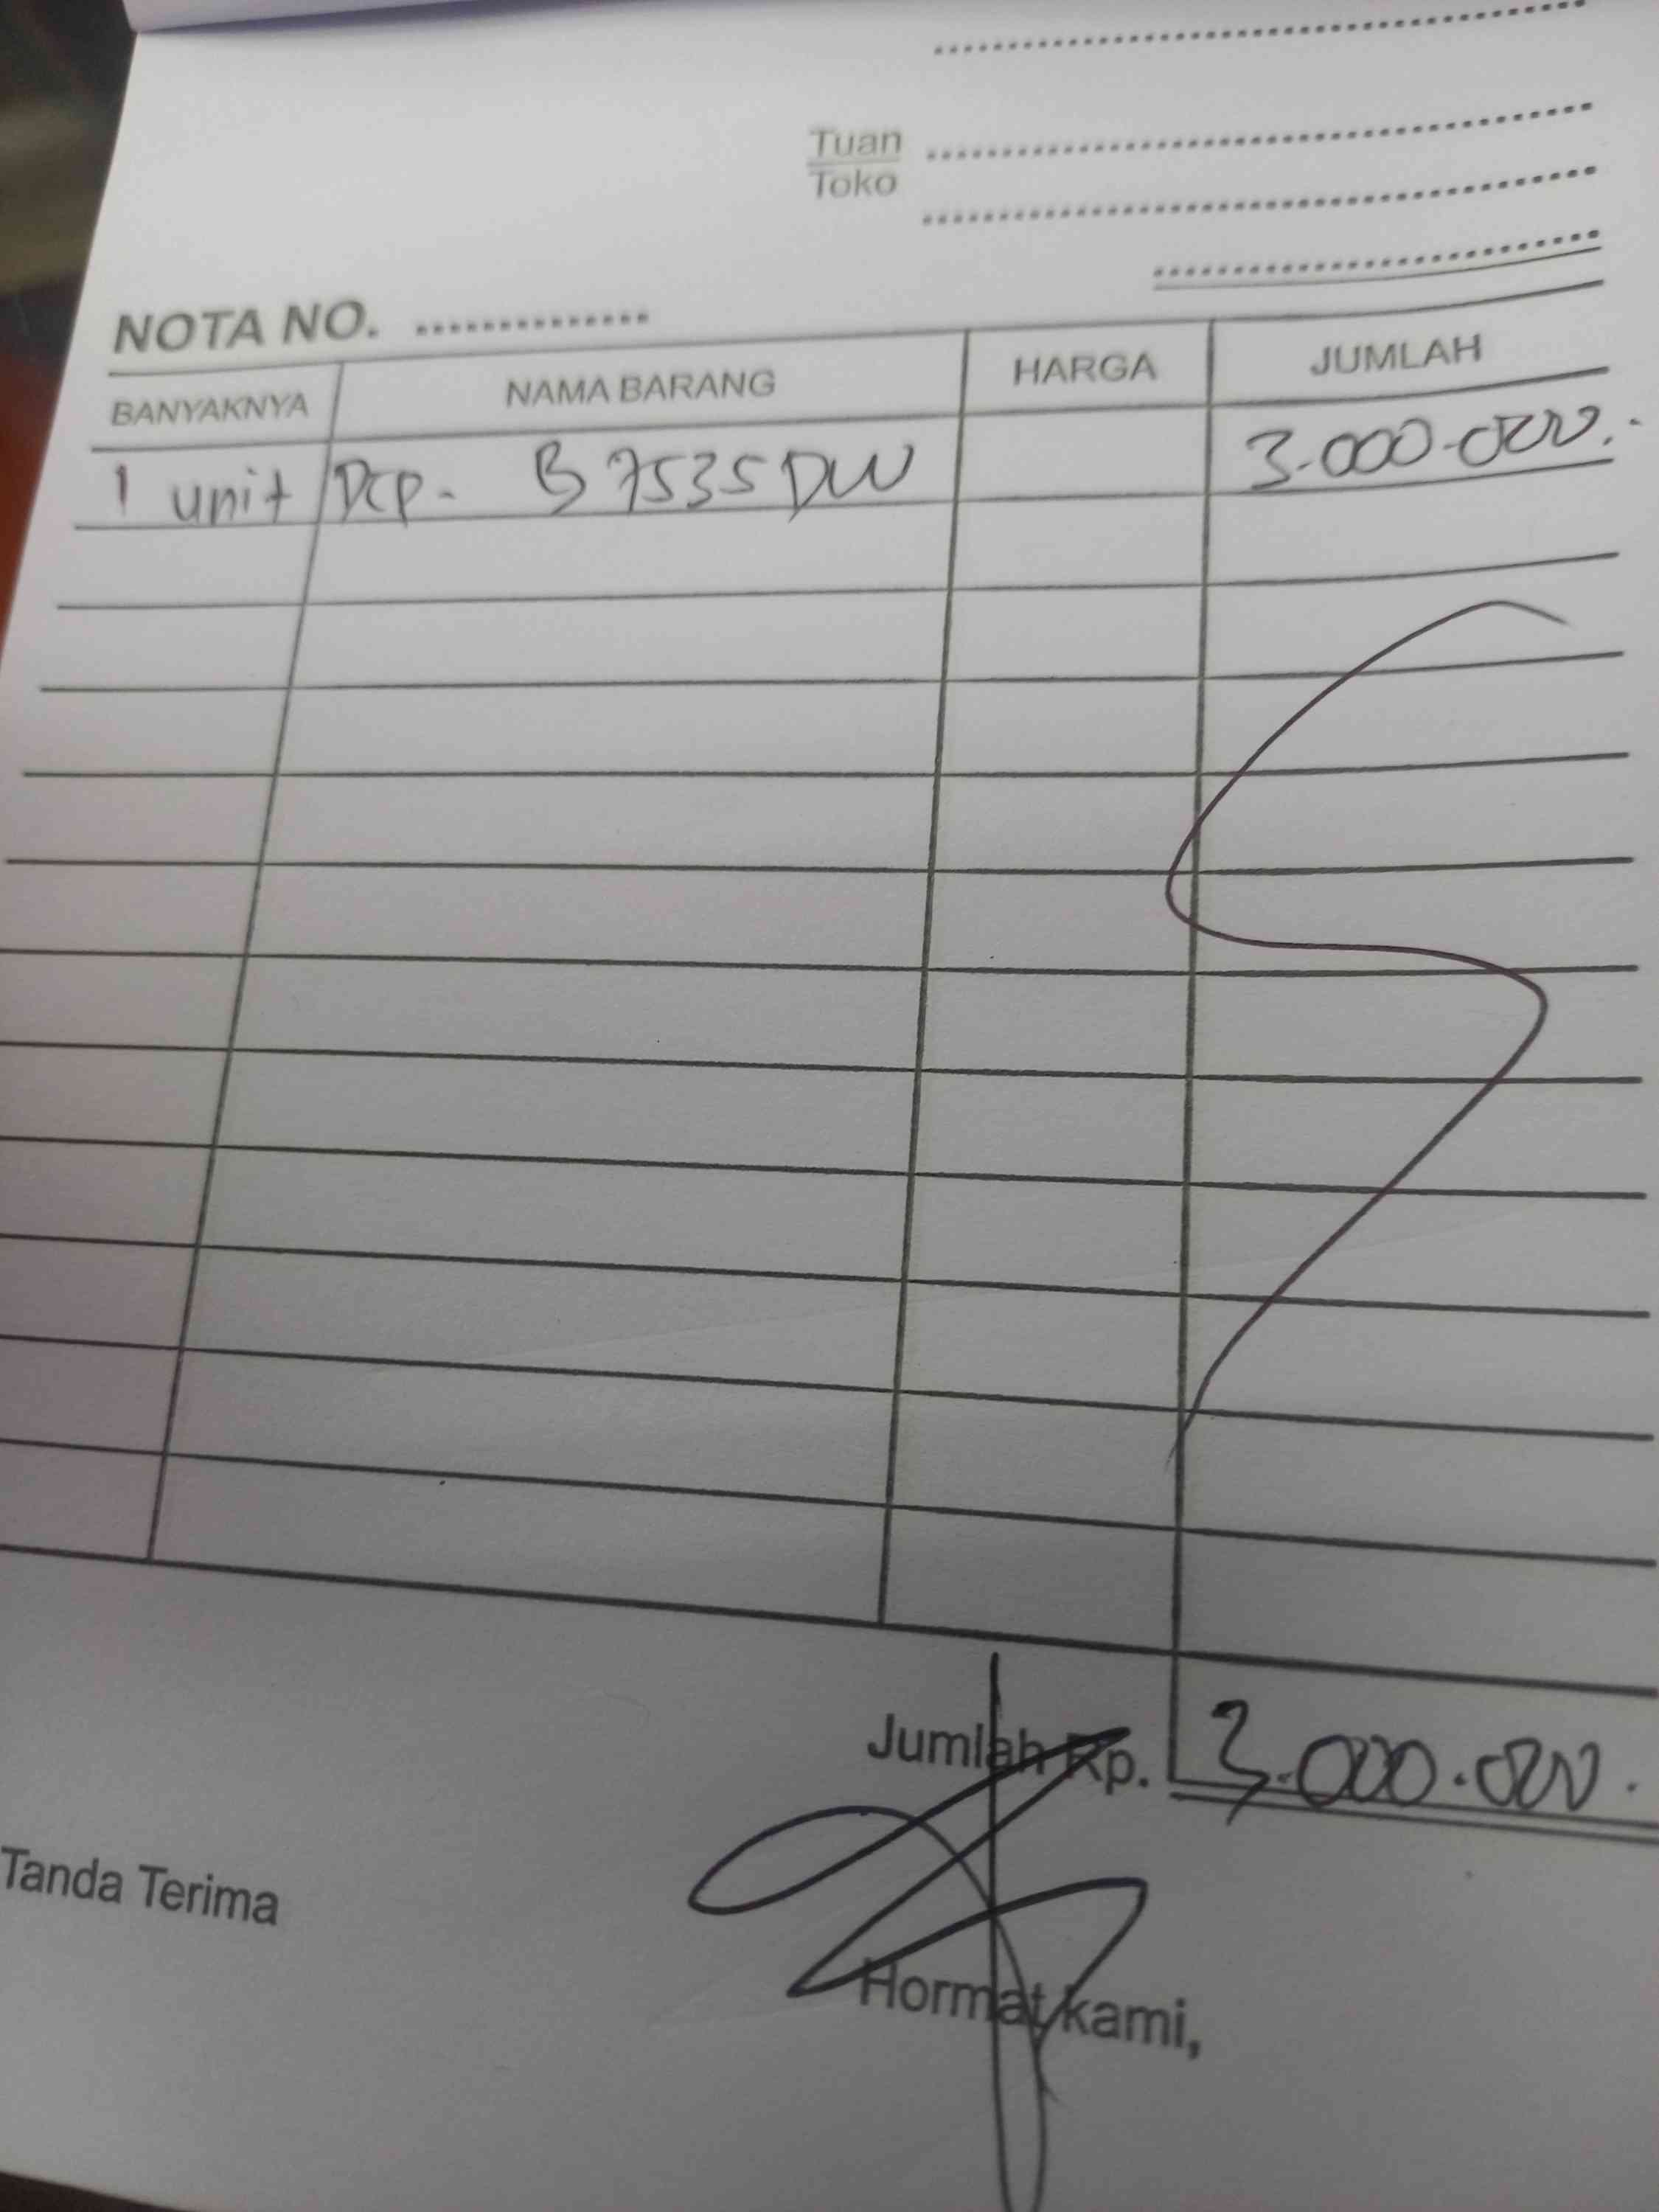 Tuan
Toko
NOTA NO.
BANYAKNYA NAMA BARANG HARGA JUMLAH
1 unit DCP- B 7535 DW 3.000.000.-
Jumlah Rp. 3.000.000.
Tanda Terima
Hormat kami,